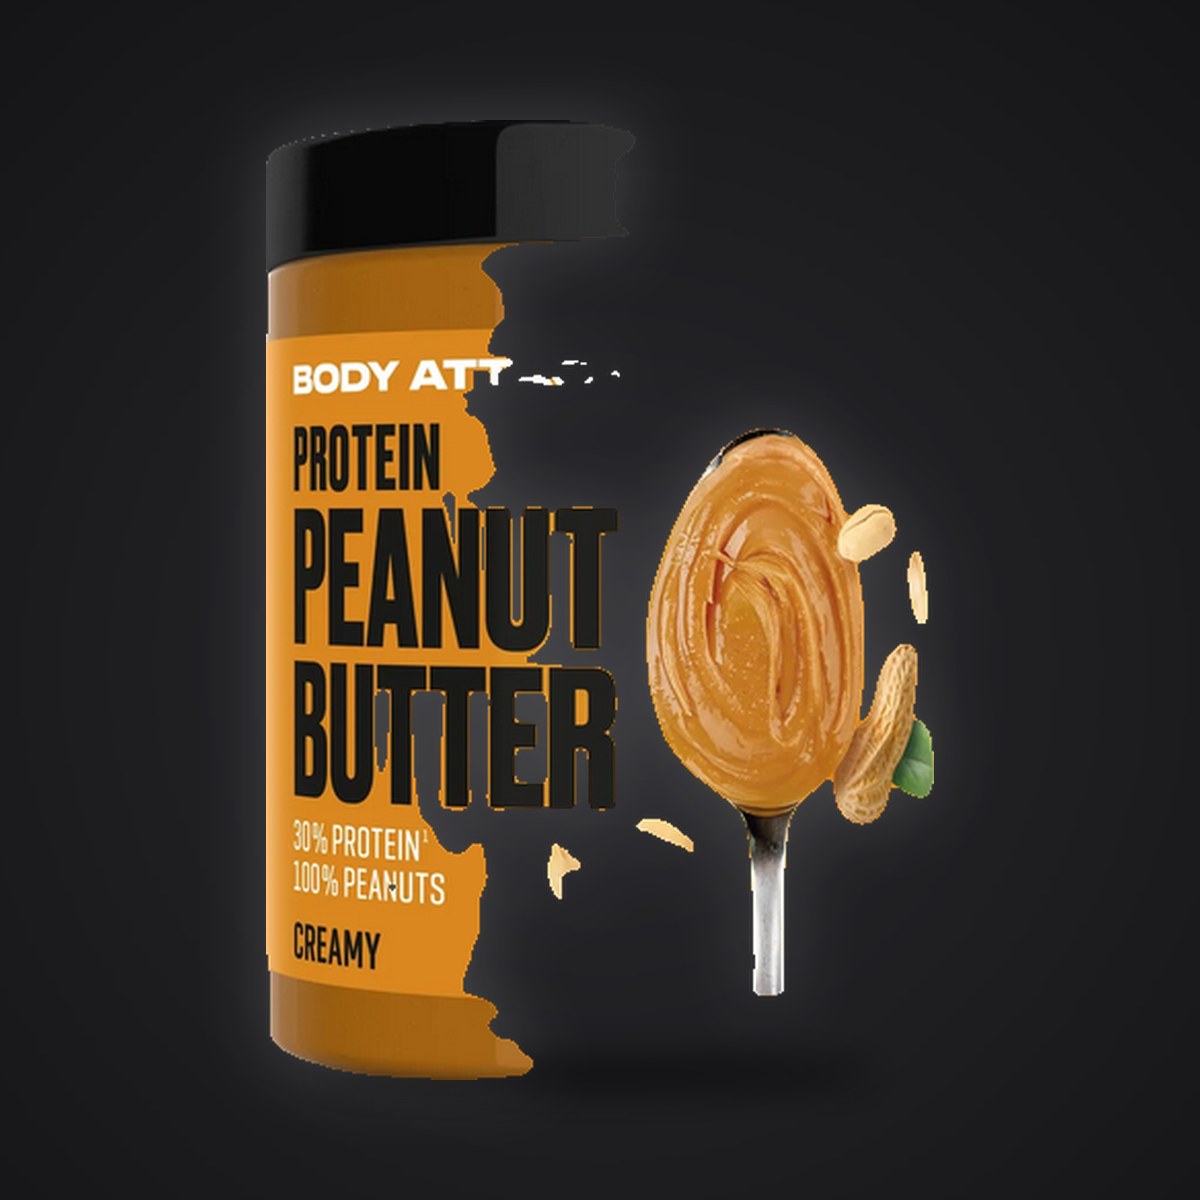 BODY ATT
PROTEIN
PEANUT
BUTTER
30% PROTEIN¹
100% PEANUTS
CREAMY